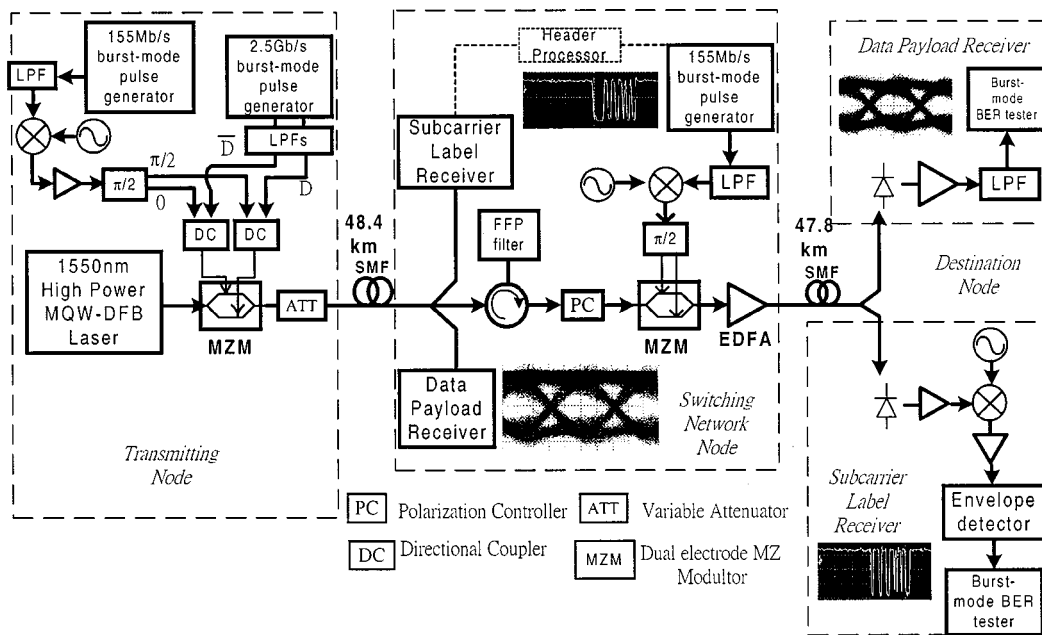 155Mb/s
burst-mode
pulse
generator
LPF
2.5Gb/s
burst-mode
pulse
generator
LPFs
D̅
D
π/2
π/2
0
DC
DC
1550nm
High Power
MQW-DFB
Laser
MZM
ATT
48.4
km
SMF
Transmitting
Node
Header
Processor
155Mb/s
burst-mode
pulse
generator
Subcarrier
Label
Receiver
LPF
FFP
filter
π/2
PC
MZM
EDFA
Data
Payload
Receiver
Switching
Network
Node
47.8
km
SMF
Data Payload Receiver
Burst-
mode
BER tester
LPF
Destination
Node
Subcarrier
Label
Receiver
Envelope
detector
Burst-
mode BER
tester
PC Polarization Controller
ATT Variable Attenuator
DC Directional Coupler
MZM Dual electrode MZ
Modultor